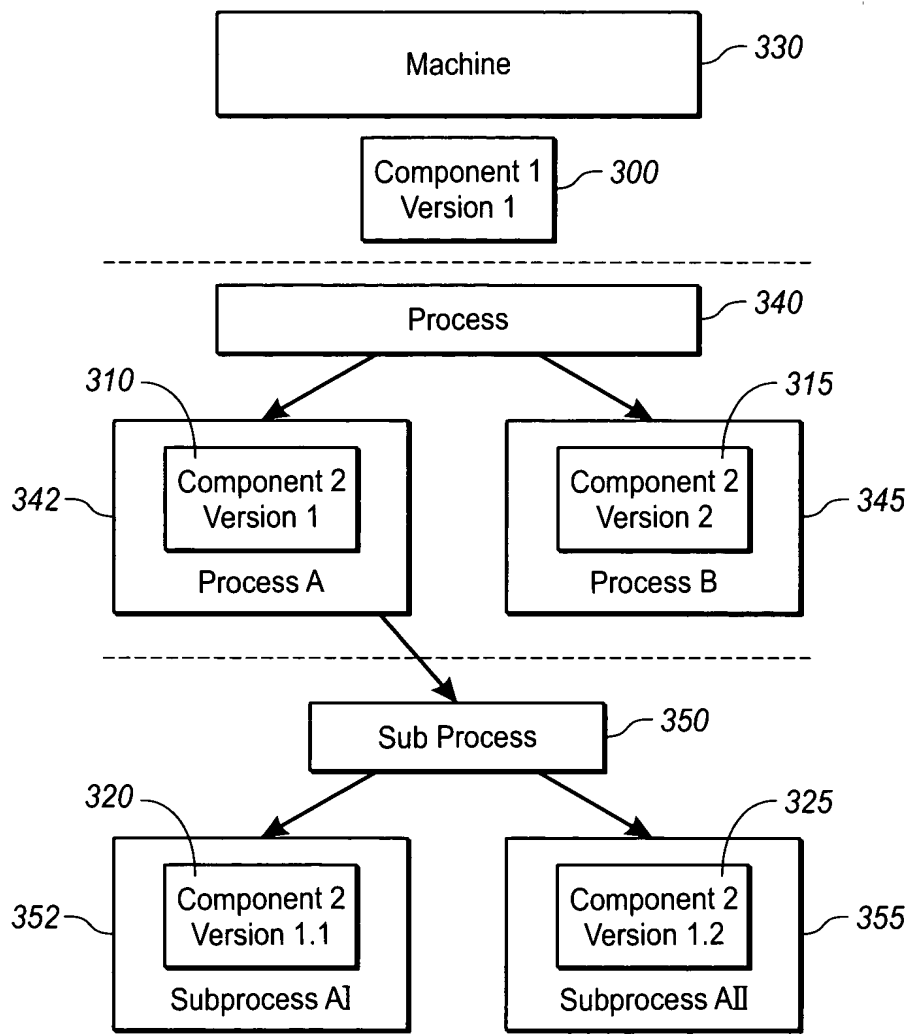 Machine
330
Component 1
Version 1
300
Process
340
310
315
Component 2
Version 1
Component 2
Version 2
342
345
Process A
Process B
Sub Process
350
320
325
Component 2
Version 1.1
Component 2
Version 1.2
352
355
Subprocess AI
Subprocess AII